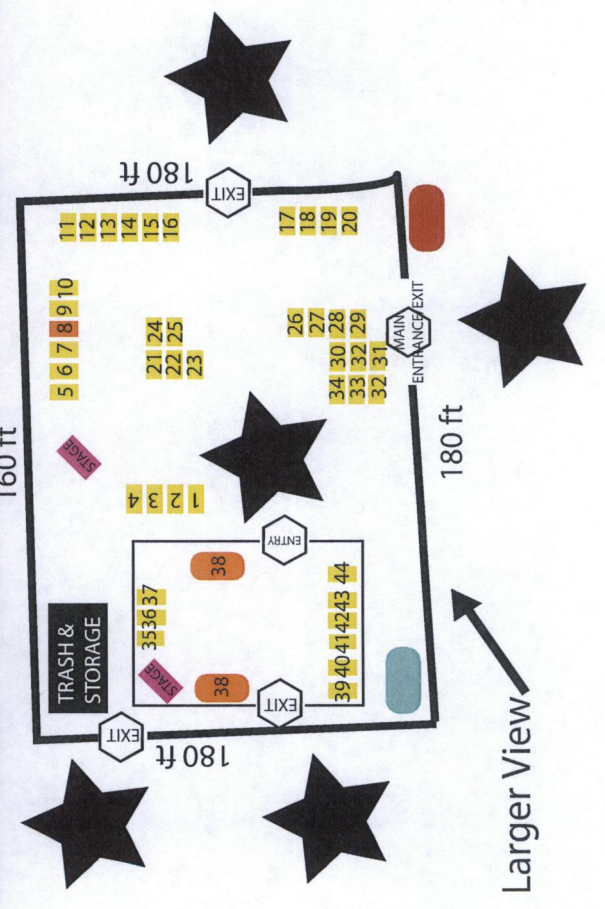 160 ft
180 ft
180 ft
180 ft
TRASH &
STORAGE
STAGE
5 6 7 8 9 10
11
12
13
14
15
16
17
18
19
20
21 24
22 25
23
26
27
28
29
34 30
33 32
32 31
1
2
3
4
EXIT
EXIT
MAIN
ENTRANCE/EXIT
ENTRY
EXIT
STAGE
35 36 37
38
38
39 40 41 42 43 44
Larger View